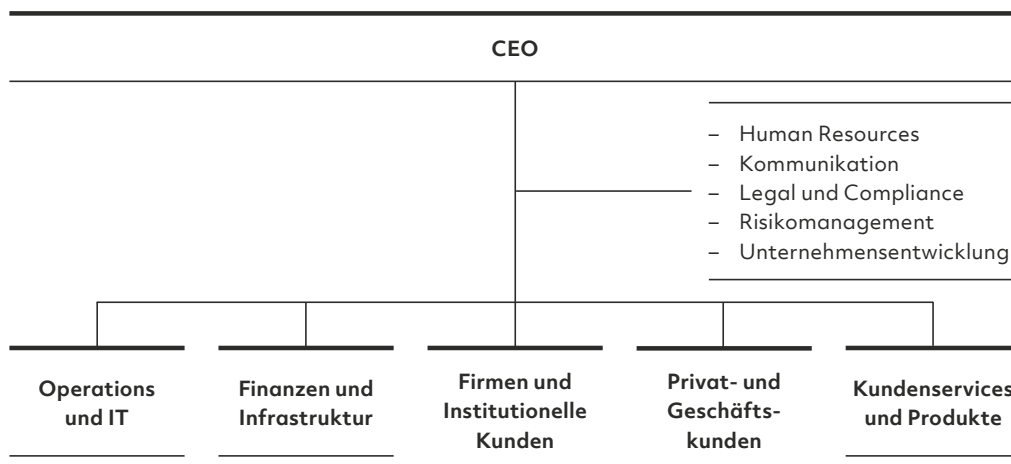 CEO
– Human Resources
– Kommunikation
– Legal und Compliance
– Risikomanagement
– Unternehmensentwicklung
Operations
und IT
Finanzen und
Infrastruktur
Firmen und
Institutionelle
Kunden
Privat- und
Geschäfts-
kunden
Kundenservices
und Produkte